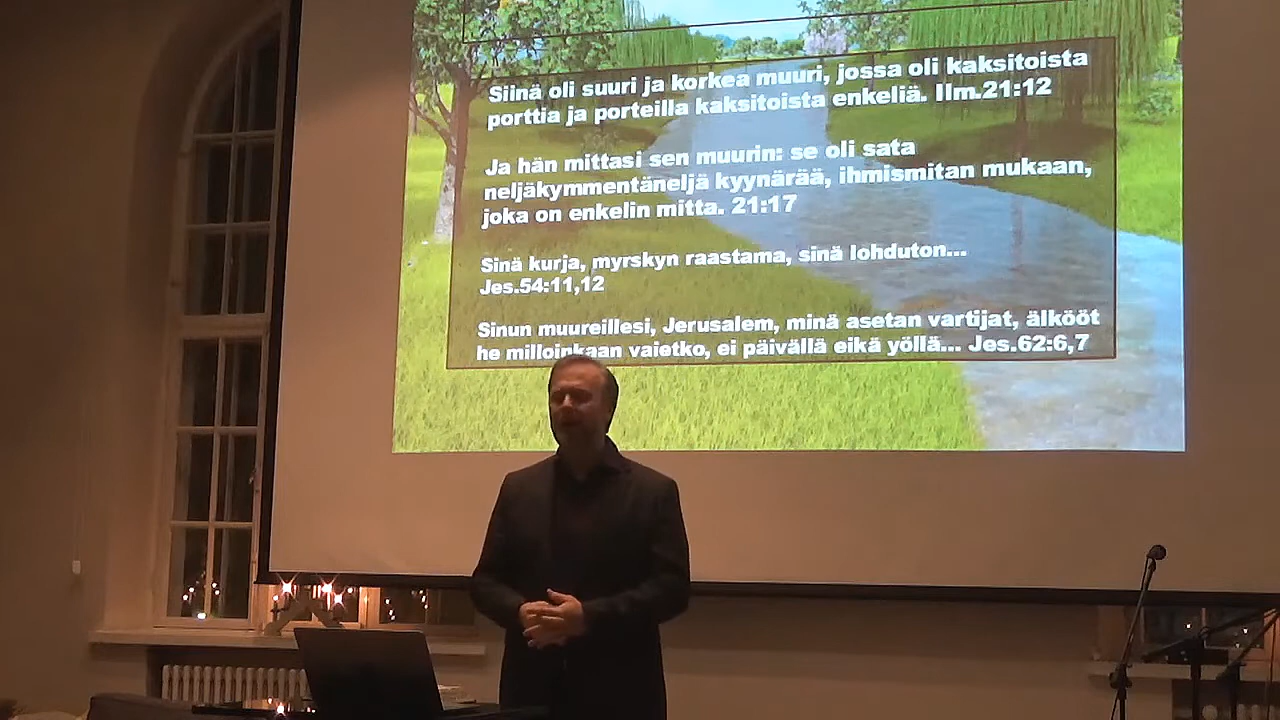 Siinä oli suuri ja korkea muuri, jossa oli kaksitoista
porttia ja porteilla kaksitoista enkeliä. Ilm.21:12
Ja hän mittasi sen muurin: se oli sata
neljäkymmentäneljä kyynärää, ihmismitan mukaan,
joka on enkelin mitta. 21:17
Sinä kurja, myrskyn raastama, sinä lohduton...
Jes.54:11,12
Sinun muureillesi, Jerusalem, minä asetan vartijat, älkööt
he milloinkaan vaietko, ei päivällä eikä yöllä... Jes.62:6,7